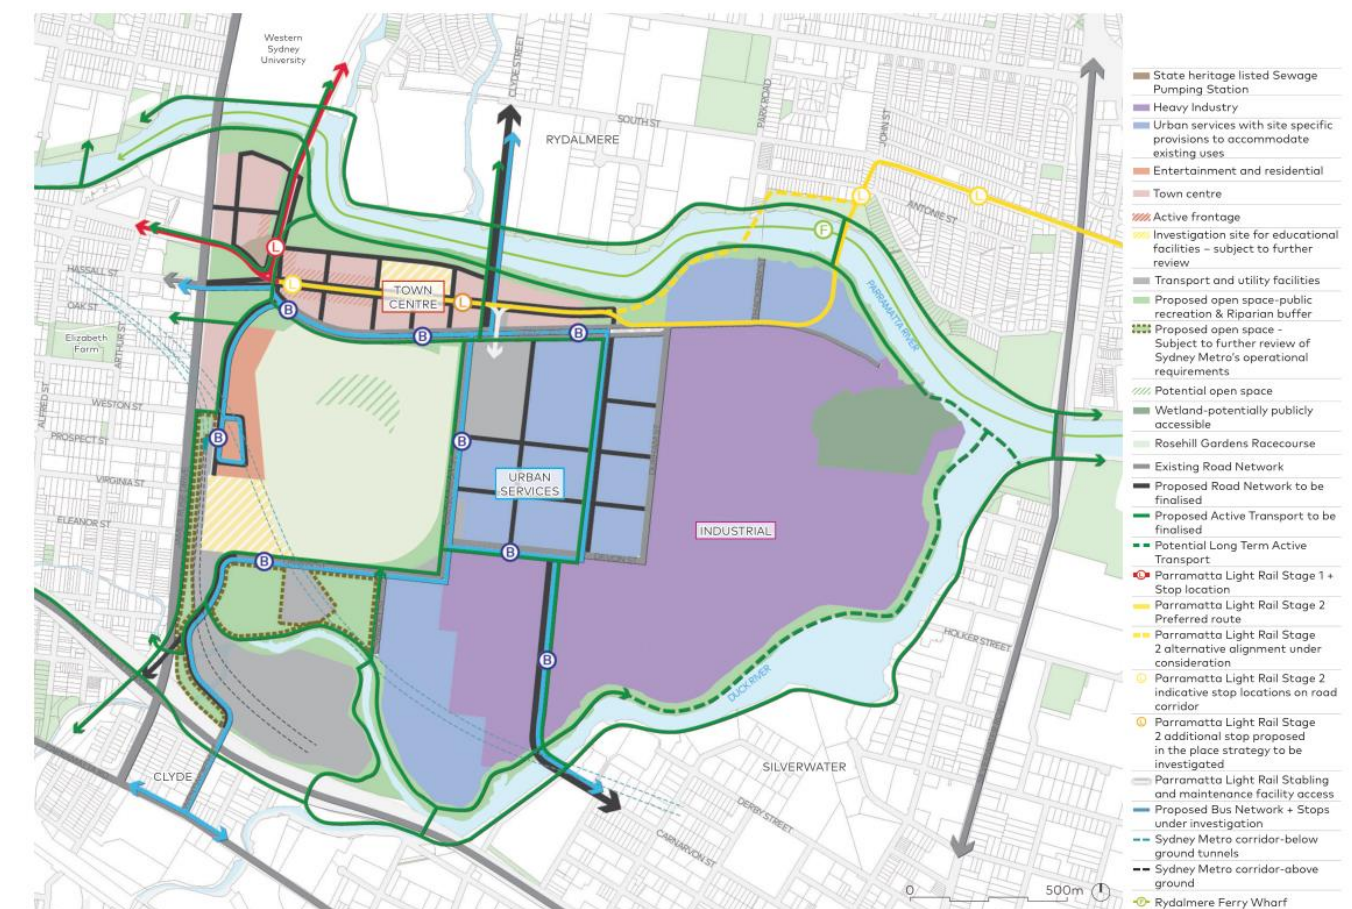 Western
Sydney
University
CLYDE STREET
PARK ROAD
SOUTH ST
RYDALMERE
JOHN ST
ANTOINE ST
L
L
F
L
HASSALL ST
L
TOWN
CENTRE
L
PARRAMATTA RIVER
OAK ST
B
B
B
Elizabeth
Farm
ARTHUR ST
ALFRED ST
WESTON ST
PROSPECT ST
B
B
VIRGINIA ST
URBAN
SERVICES
ELEANOR ST
INDUSTRIAL
B
B
DEVON ST
HOLKER STREET
B
DUCK RIVER
SILVERWATER
CLYDE
DERBY STREET
CARNARVON ST
0
500m
State heritage listed Sewage
Pumping Station
Heavy Industry
Urban services with site specific
provisions to accommodate
existing uses
Entertainment and residential
Town centre
Active frontage
Investigation site for educational
facilities – subject to further
review
Transport and utility facilities
Proposed open space-public
recreation & Riparian buffer
Proposed open space -
Subject to further review of
Sydney Metro's operational
requirements
Potential open space
Wetland-potentially publicly
accessible
Rosehill Gardens Racecourse
Existing Road Network
Proposed Road Network to be
finalised
Proposed Active Transport to be
finalised
Potential Long Term Active
Transport
L Parramatta Light Rail Stage 1 +
Stop location
Parramatta Light Rail Stage 2
Preferred route
Parramatta Light Rail Stage
2 alternative alignment under
consideration
L Parramatta Light Rail Stage 2
indicative stop locations on road
corridor
L Parramatta Light Rail Stage
2 additional stop proposed
in the place strategy to be
investigated
Parramatta Light Rail Stabling
and maintenance facility access
Proposed Bus Network + Stops
under investigation
Sydney Metro corridor-below
ground tunnels
Sydney Metro corridor-above
ground
F Rydalmere Ferry Wharf